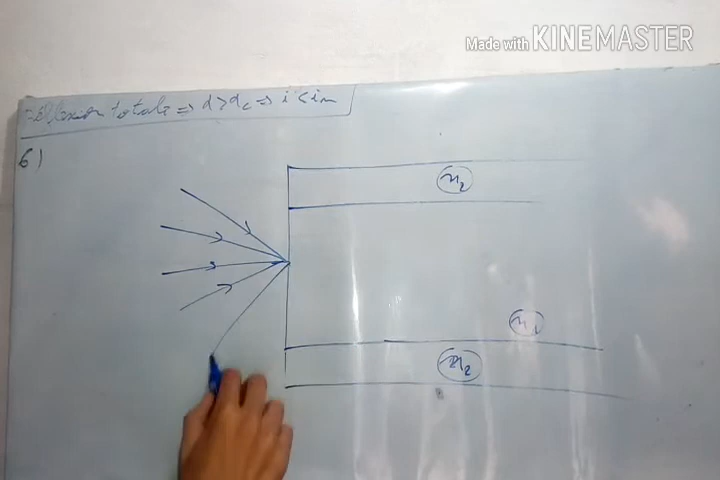 Made with KINEMASTER
Réflexion totale => α > αc => i < im
6)
n2
n1
n2